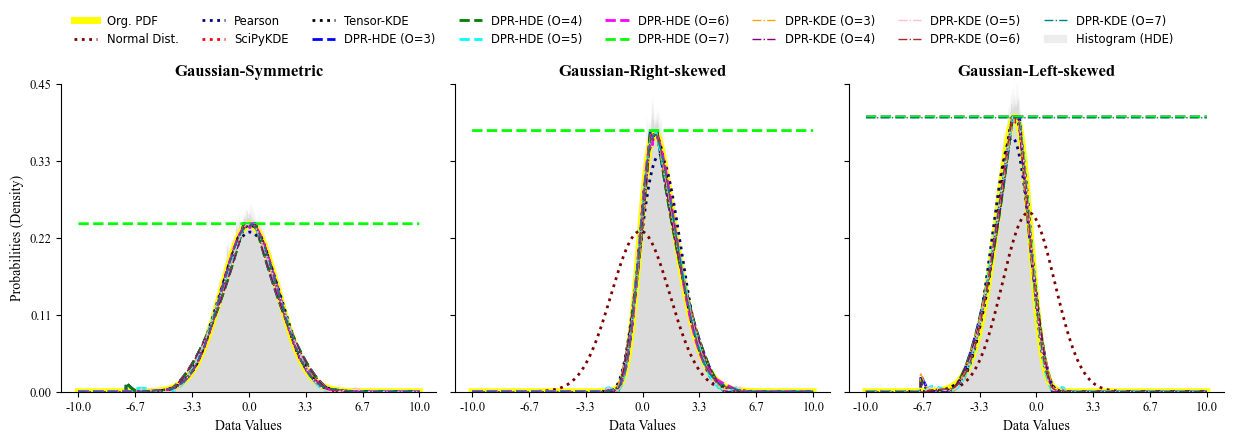 Org. PDF Pearson Tensor-KDE DPR-HDE (O=4) DPR-HDE (O=6) DPR-KDE (O=3) DPR-KDE (O=5) DPR-KDE (O=7)
Normal Dist. SciPyKDE DPR-HDE (O=3) DPR-HDE (O=5) DPR-HDE (O=7) DPR-KDE (O=4) DPR-KDE (O=6) Histogram (HDE)
Gaussian-Symmetric Gaussian-Right-skewed Gaussian-Left-skewed
0.45
0.33
0.22
0.11
0.00
Probabilities (Density)
-10.0 -6.7 -3.3 0.0 3.3 6.7 10.0 -10.0 -6.7 -3.3 0.0 3.3 6.7 10.0 -10.0 -6.7 -3.3 0.0 3.3 6.7 10.0
Data Values Data Values Data Values